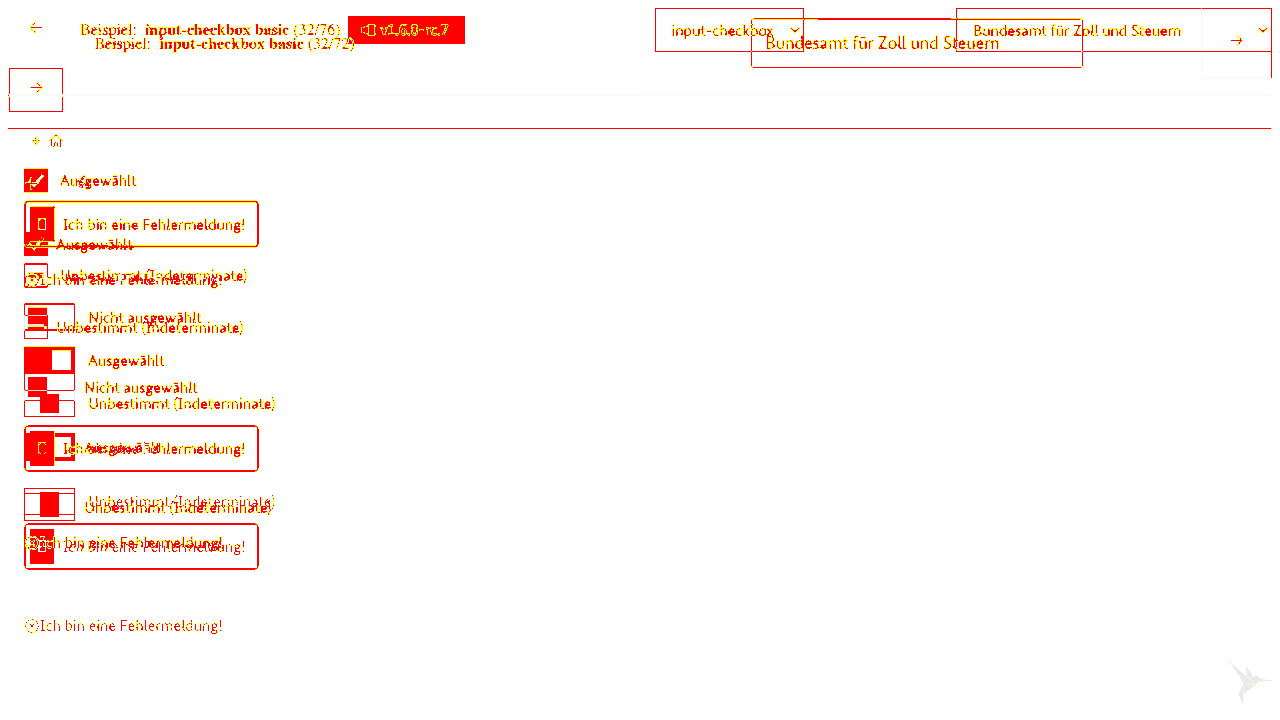 Beispiel: input-checkbox basic (32/76) v1.6.0-rc.7 input-checkbox Bundesamt für Zoll und Steuern
Beispiel: input-checkbox basic (32/72) Bundesamt für Zoll und Steuern
Ausgewählt
Ich bin eine Fehlermeldung!
Ausgewählt
Unbestimmt (Indeterminate)
Ich bin eine Fehlermeldung!
Nicht ausgewählt
Unbestimmt (Indeterminate)
Ausgewählt
Nicht ausgewählt
Unbestimmt (Indeterminate)
Ausgewählt
Ich bin eine Fehlermeldung!
Unbestimmt (Indeterminate)
Unbestimmt (Indeterminate)
Ich bin eine Fehlermeldung!
Ich bin eine Fehlermeldung!
Ich bin eine Fehlermeldung!